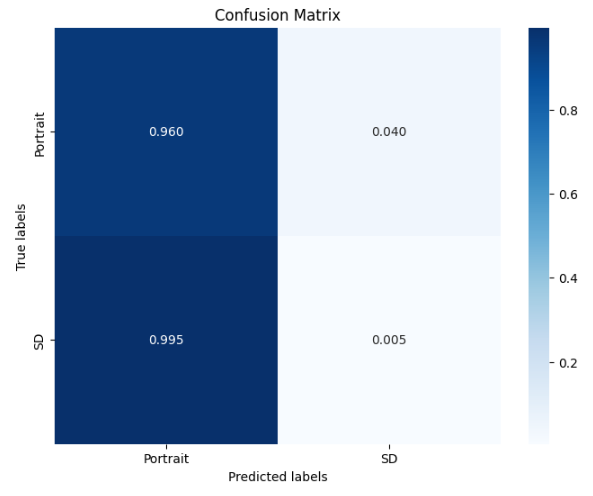 Confusion Matrix
Portrait
SD
True labels
0.960
0.040
0.995
0.005
Portrait
SD
Predicted labels
0.8
0.6
0.4
0.2